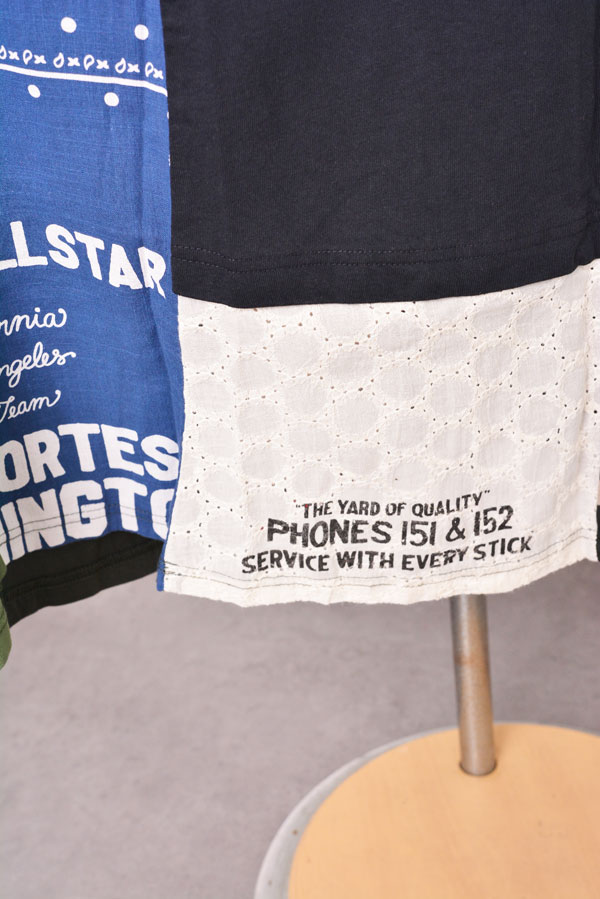 LLSTAR
nnia
ngeles
Team
ORTES
INGTO
"THE YARD OF QUALITY"
PHONES 151 & 152
SERVICE WITH EVERY STICK